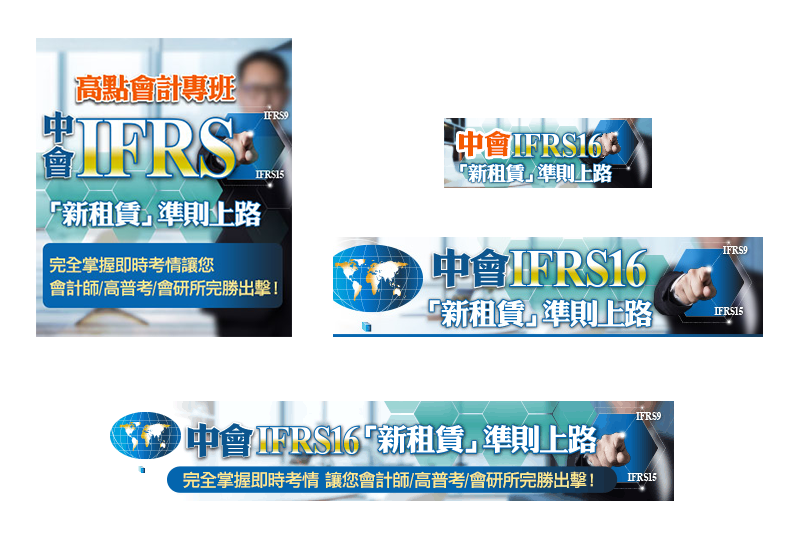 高點會計專班
中會 IFRS
IFRS9
IFRS15
「新租賃」準則上路
完全掌握即時考情讓您
會計師/高普考/會研所完勝出擊!
中會IFRS16
「新租賃」準則上路
中會IFRS16
IFRS9
「新租賃」準則上路
IFRS15
中會IFRS16「新租賃」準則上路
IFRS9
完全掌握即時考情 讓您會計師/高普考/會研所完勝出擊!
IFRS15